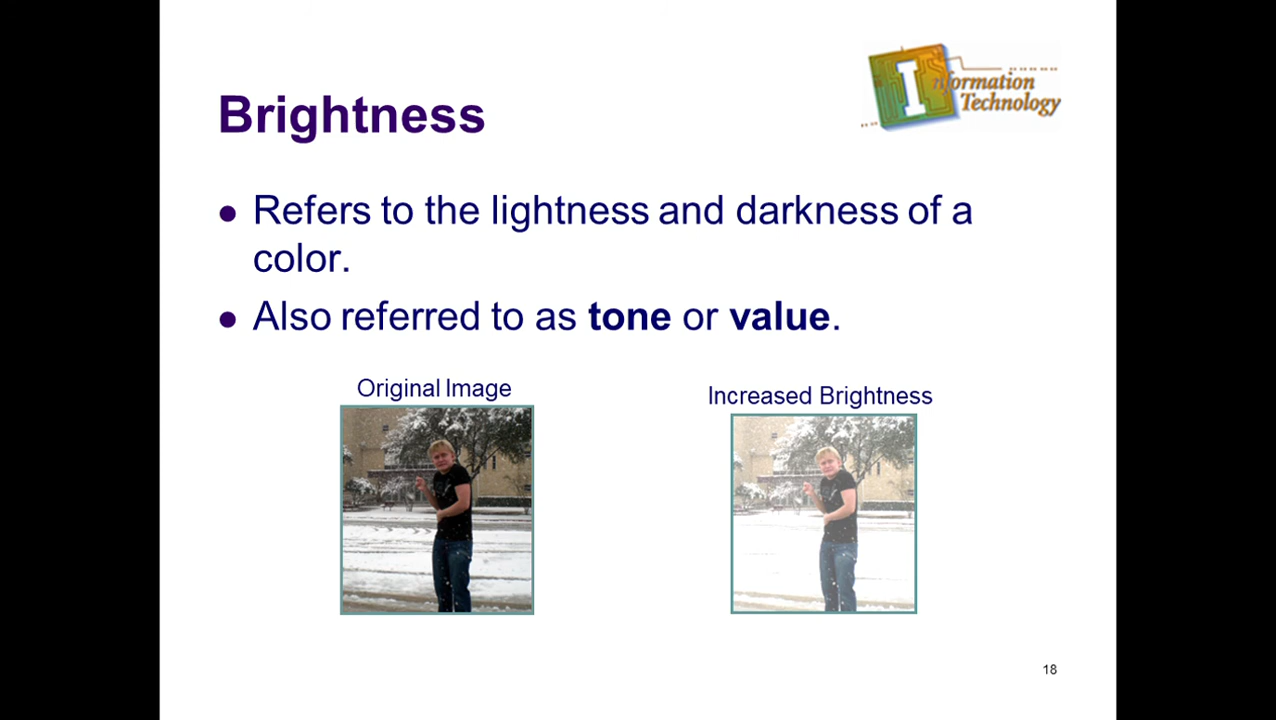 Information
Technology
Brightness
● Refers to the lightness and darkness of a
color.
● Also referred to as tone or value.
Original Image
Increased Brightness
18